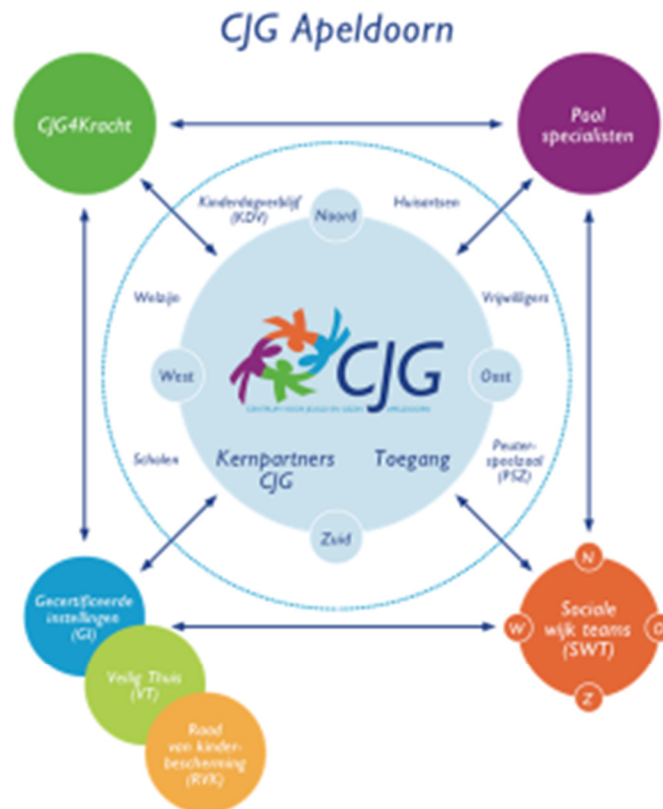 CJG Apeldoorn
CJG4Kracht
Pool
specialisten
Kinderdagverblijf
(KDV)
Noord
Huisartsen
Welzijn
Vrijwilligers
West
CJG
Oost
Scholen
Kernpartners
CJG
Toegang
Peuter-
speelzaal
(PSZ)
Zuid
Gecertificeerde
instellingen
(GI)
N
Sociale
wijk teams
(SWT)
W
O
Z
Veilig Thuis
(VT)
Raad
van kinder-
bescherming
(RVK)